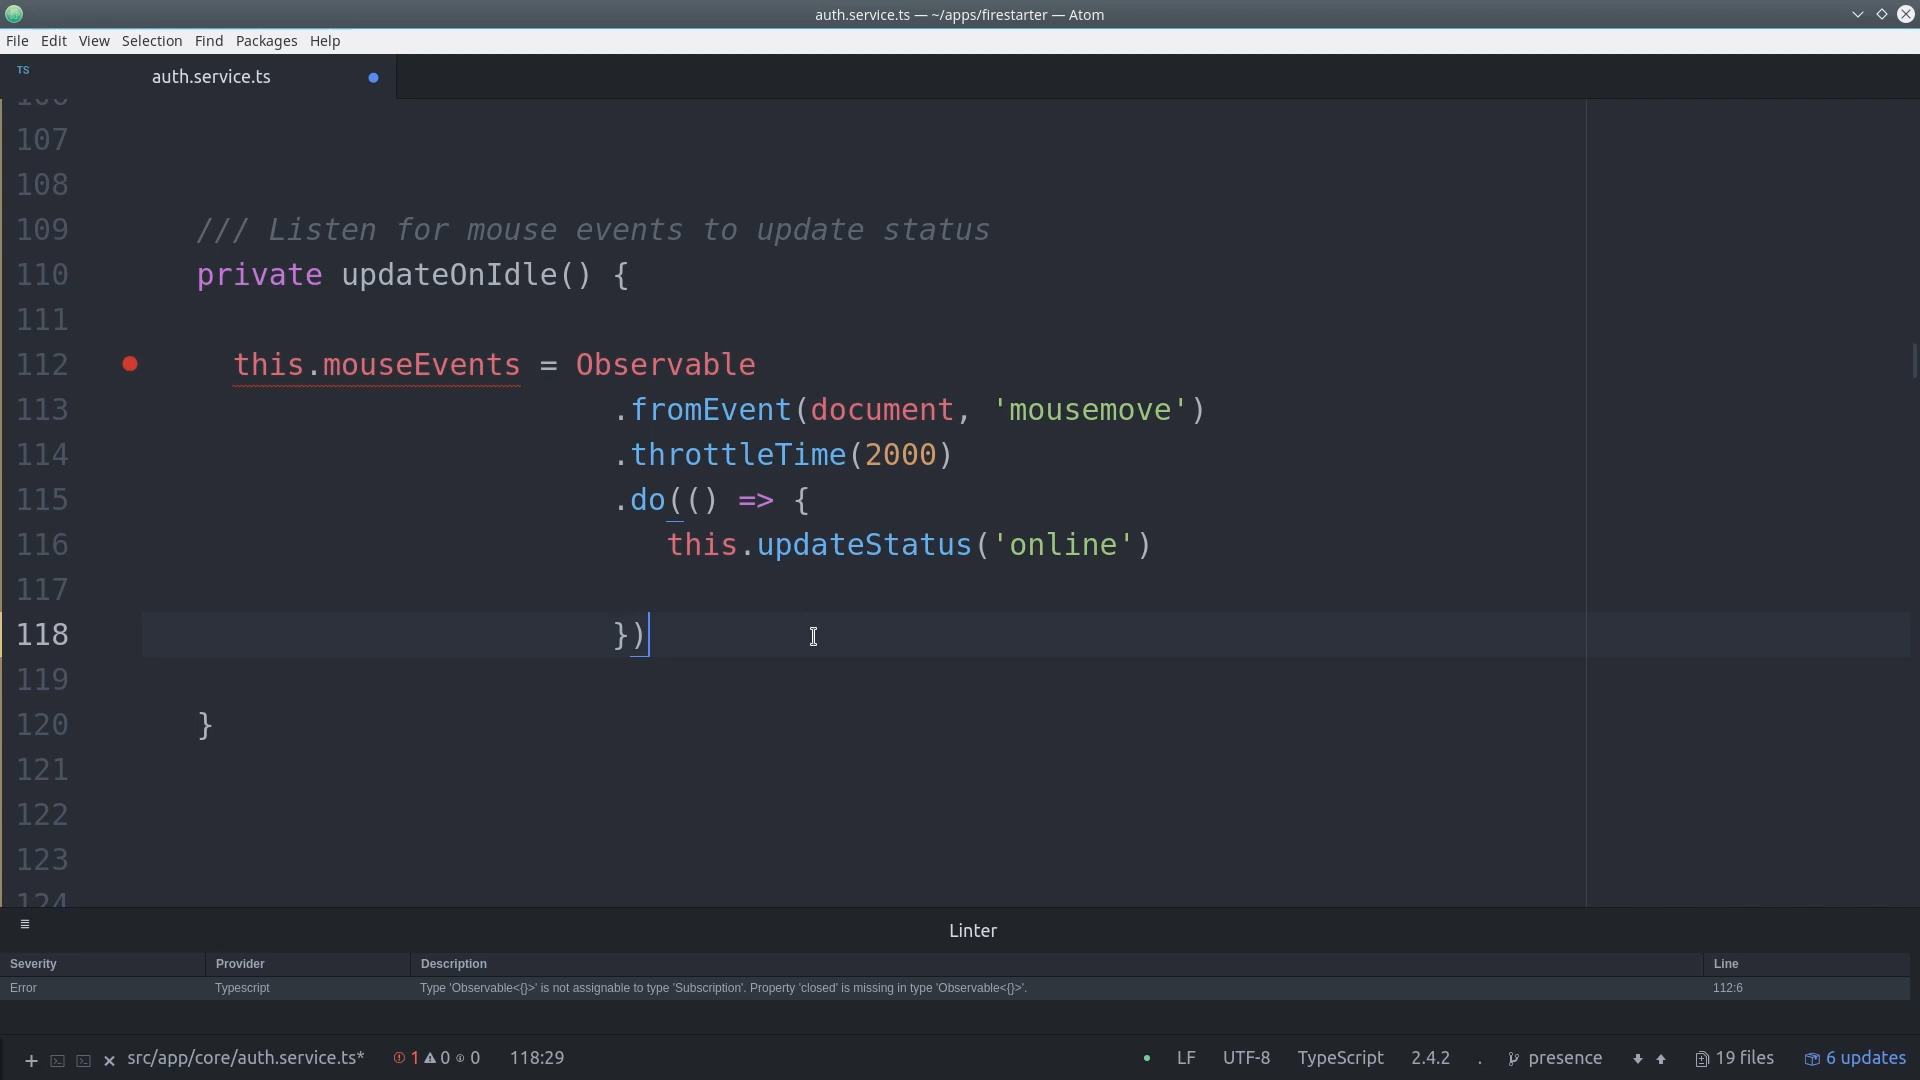 auth.service.ts — ~/apps/firestarter — Atom
File Edit View Selection Find Packages Help
TS auth.service.ts
107
108
109 /// Listen for mouse events to update status
110 private updateOnIdle() {
111
112 this.mouseEvents = Observable
113 .fromEvent(document, 'mousemove')
114 .throttleTime(2000)
115 .do(() => {
116 this.updateStatus('online')
117
118 })
119
120 }
121
122
123
124
Linter
Severity Provider Description Line
Error Typescript Type 'Observable<{}>' is not assignable to type 'Subscription'. Property 'closed' is missing in type 'Observable<{}>'. 112:6
src/app/core/auth.service.ts* 1 0 0 118:29 LF UTF-8 TypeScript 2.4.2 . presence 19 files 6 updates